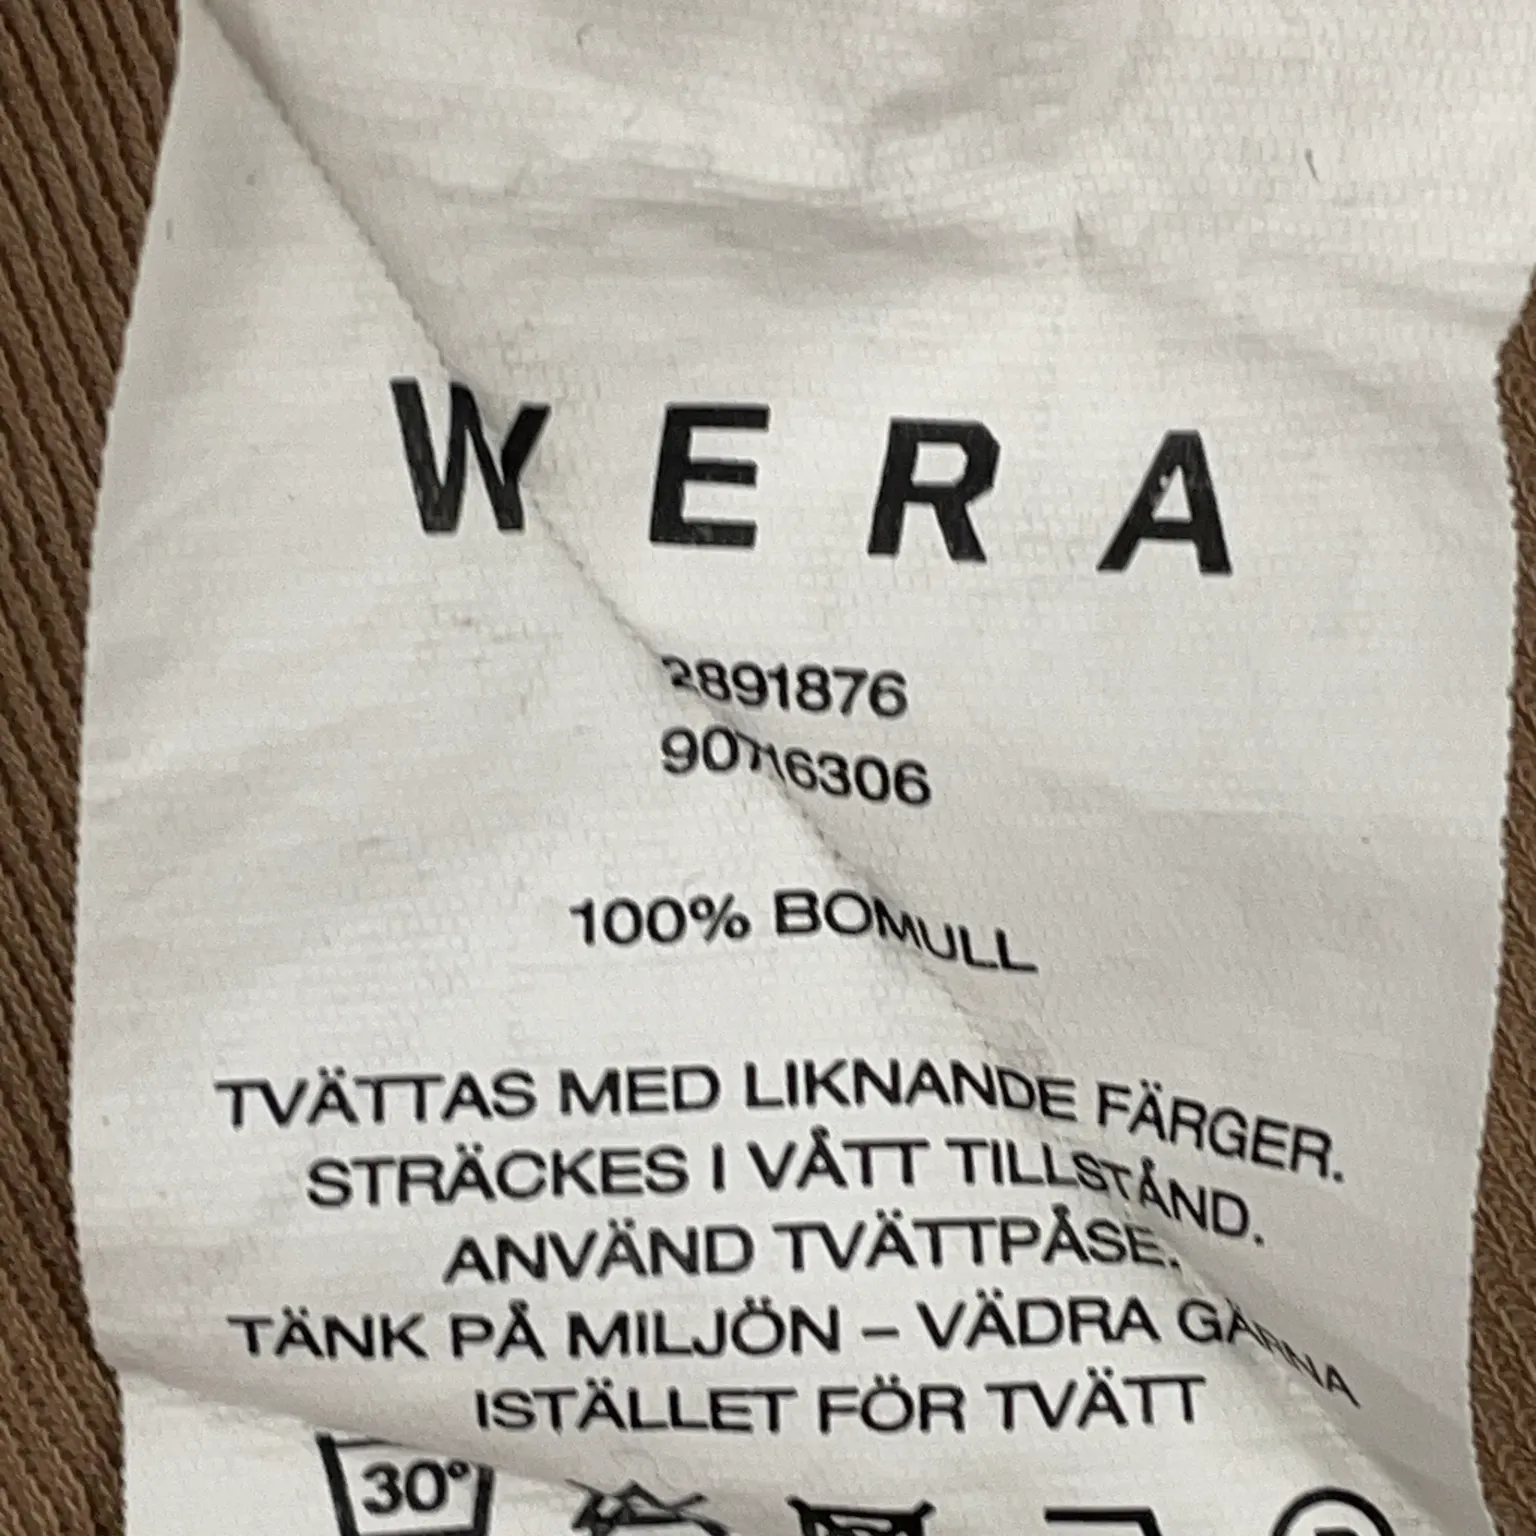 WERA
2891876
90716306
100% BOMULL
TVÄTTAS MED LIKNANDE FÄRGER.
STRÄCKES I VÅTT TILLSTÅND.
ANVÄND TVÄTTPÅSE.
TÄNK PÅ MILJÖN – VÄDRA GÄRNA
ISTÄLLET FÖR TVÄTT
30°